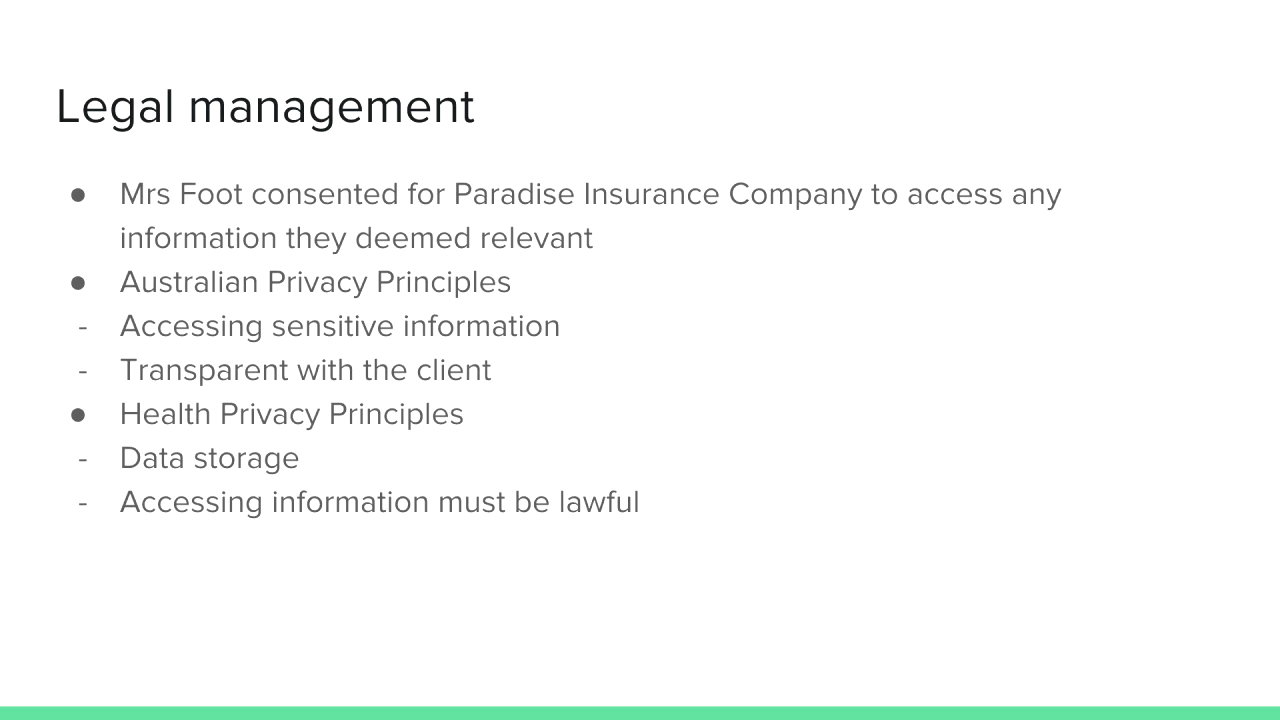 Legal management
● Mrs Foot consented for Paradise Insurance Company to access any
information they deemed relevant
● Australian Privacy Principles
- Accessing sensitive information
- Transparent with the client
● Health Privacy Principles
- Data storage
- Accessing information must be lawful